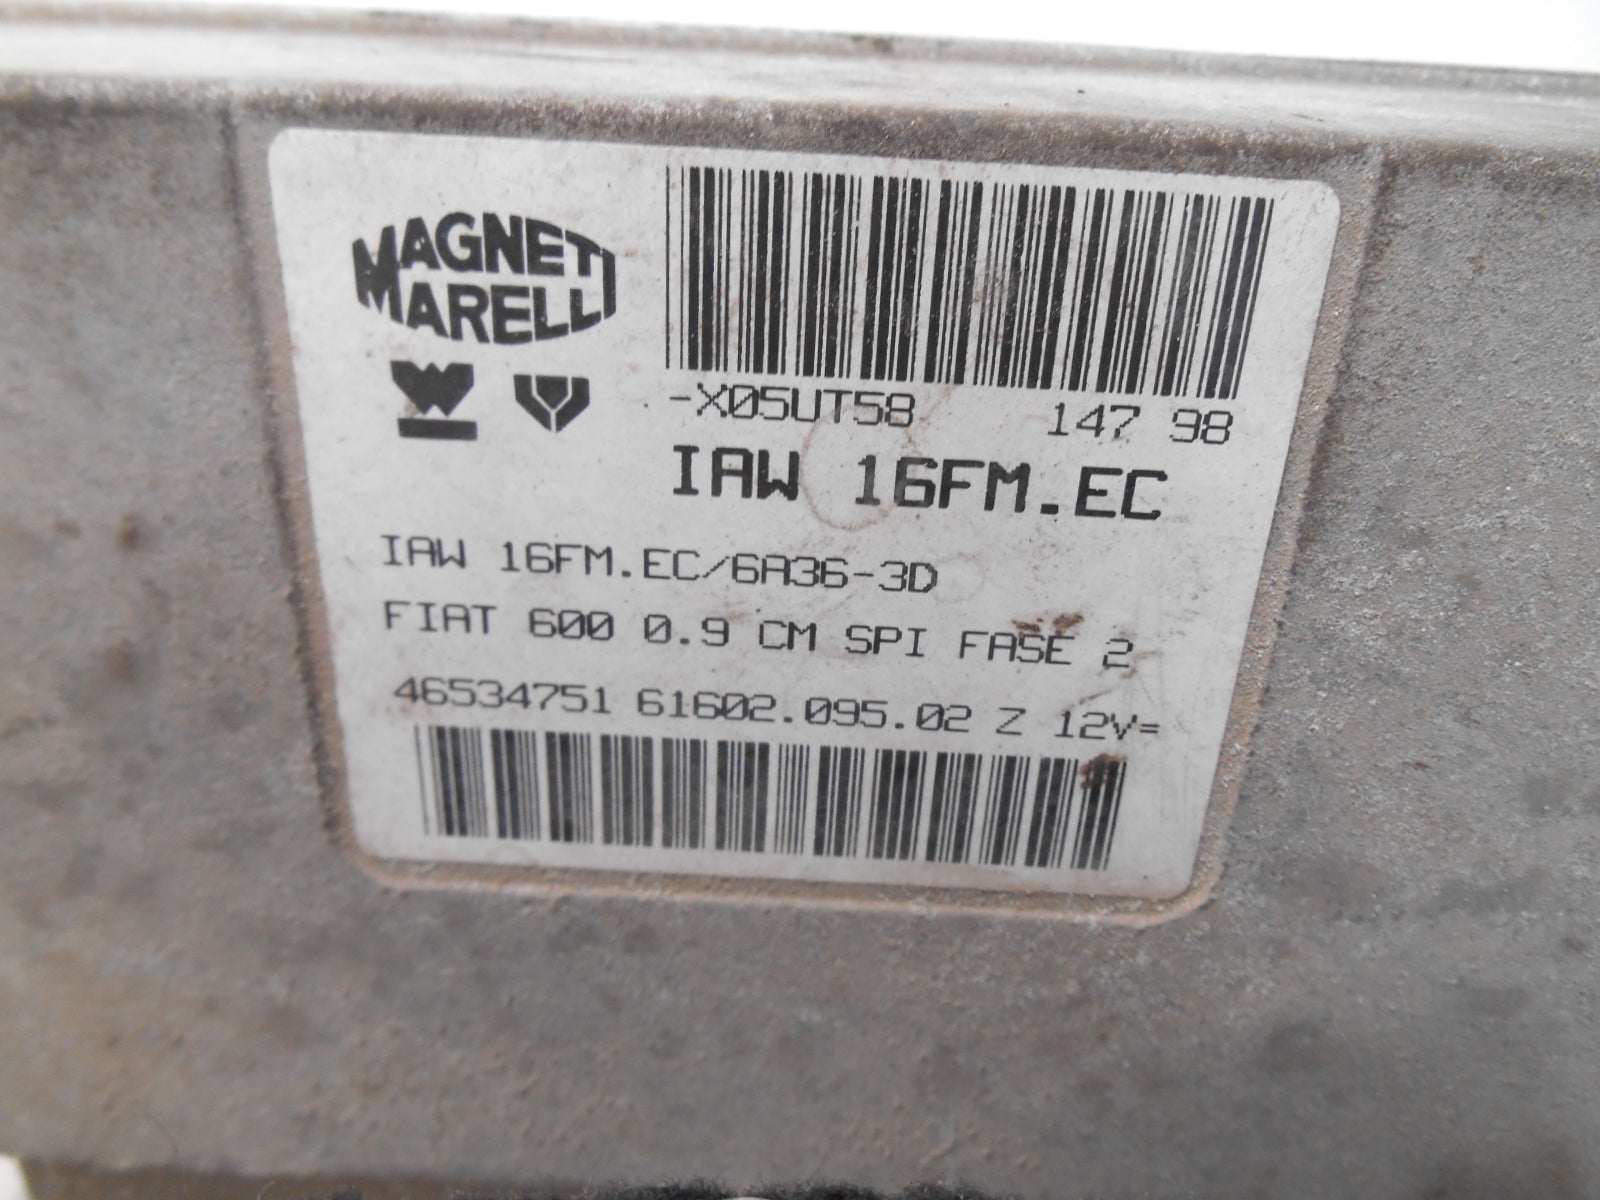 MAGNETI
MARELLI
-X05UT58 147 98
IAW 16FM.EC
IAW 16FM.EC/6A36-3D
FIAT 600 0.9 CM SPI FASE 2
46534751 61602.095.02 Z 12V=